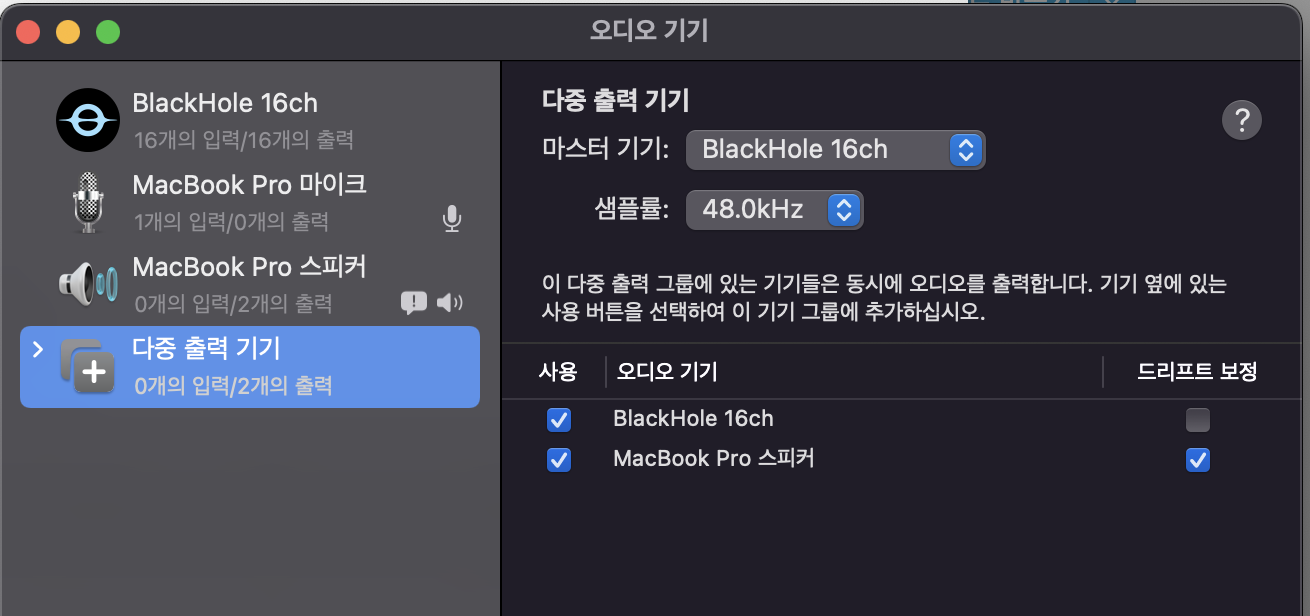 오디오 기기
BlackHole 16ch
16개의 입력/16개의 출력
MacBook Pro 마이크
1개의 입력/0개의 출력
MacBook Pro 스피커
0개의 입력/2개의 출력
다중 출력 기기
0개의 입력/2개의 출력
다중 출력 기기
?
마스터 기기: BlackHole 16ch
샘플률: 48.0kHz
이 다중 출력 그룹에 있는 기기들은 동시에 오디오를 출력합니다. 기기 옆에 있는
사용 버튼을 선택하여 이 기기 그룹에 추가하십시오.
사용 오디오 기기 드리프트 보정
BlackHole 16ch
MacBook Pro 스피커